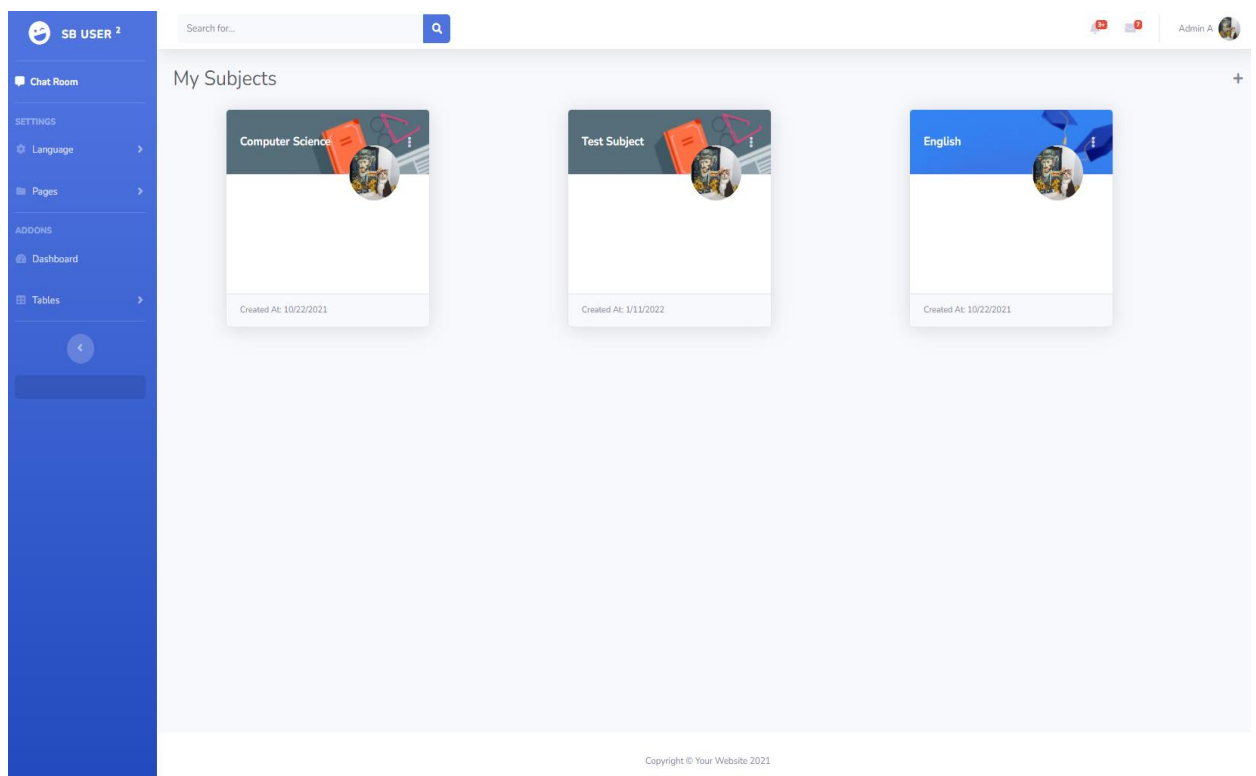 SB USER 2
Search for...
3+
7
Admin A
Chat Room
SETTINGS
Language
Pages
ADDONS
Dashboard
Tables
My Subjects
+
Computer Science
Created At: 10/22/2021
Test Subject
Created At: 1/11/2022
English
Created At: 10/22/2021
Copyright © Your Website 2021